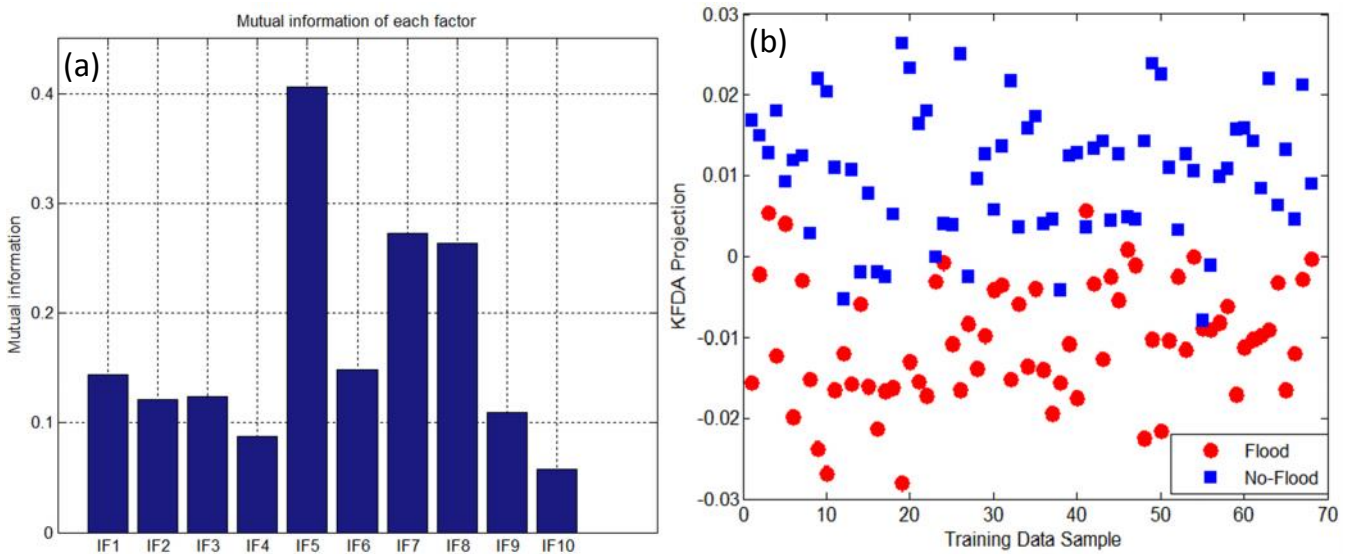 Mutual information of each factor
(a)
Mutual information
0.4
0.3
0.2
0.1
0
IF1 IF2 IF3 IF4 IF5 IF6 IF7 IF8 IF9 IF10
(b)
KFDA Projection
0.03
0.02
0.01
0
-0.01
-0.02
-0.03
Flood
No-Flood
0 10 20 30 40 50 60 70
Training Data Sample